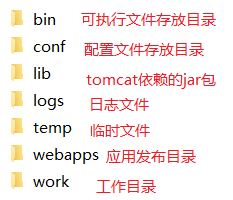 bin 可执行文件存放目录
conf 配置文件存放目录
lib tomcat依赖的jar包
logs 日志文件
temp 临时文件
webapps 应用发布目录
work 工作目录